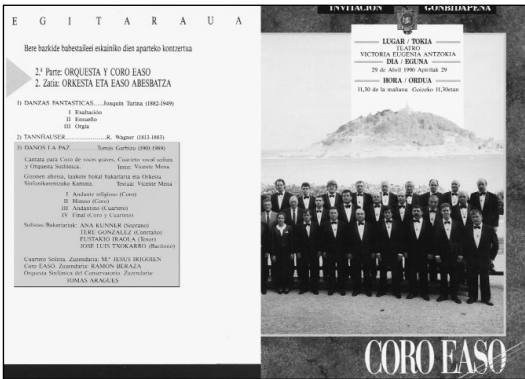 E G I T A R A U A
Bere bazkide babestaileei eskainiko dien aparteko kontzertua
2.ª Parte: ORQUESTA Y CORO EASO
2. Zatia: ORKESTA ETA EASO ABESBATZA
1) DANZAS FANTASTICAS.....Joaquín Turina (1882-1949)
I Exaltación
II Ensueño
III Orgía
2) TANNHAUSER..................R. Wagner (1813-1883)
3) DANOS LA PAZ Tomás Garbizu (1901-1989)
Cantata para Coro de voces graves, Cuarteto vocal solista
y Orquesta Sinfónica. Texto: Vicente Mena
Gizonen ahotsa, laukote bokal bakarlaria eta Orkesta
Sinfonikorentzako Kantata. Testua: Vicente Mena
I Andante religioso (Coro)
II Mosso (Coro)
III Andantino (Cuarteto)
IV Final (Coro y Cuarteto)
Solistas/Bakarlariak: ANA KUNNER (Soprano)
TERE GONZALEZ (Contralto)
EUSTAKIO IRAOLA (Tenor)
JOSE LUIS TXOKARRO (Barítono)
Cuarteto Solista. Zuzendaria: M.ª JESUS IRIGOIEN
Coro EASO. Zuzendaria: RAMON BERAZA
Orquesta Sinfónica del Conservatorio. Zuzendaria:
TOMAS ARAGUES
INVITACION GONBIDAPENA
LUGAR / TOKIA
TEATRO
VICTORIA EUGENIA ANTZOKIA
DIA / EGUNA
29 de Abril 1996 Apirilak 29
HORA / ORDUA
11,30 de la mañana Goizeko 11,30etan
CORO EASO